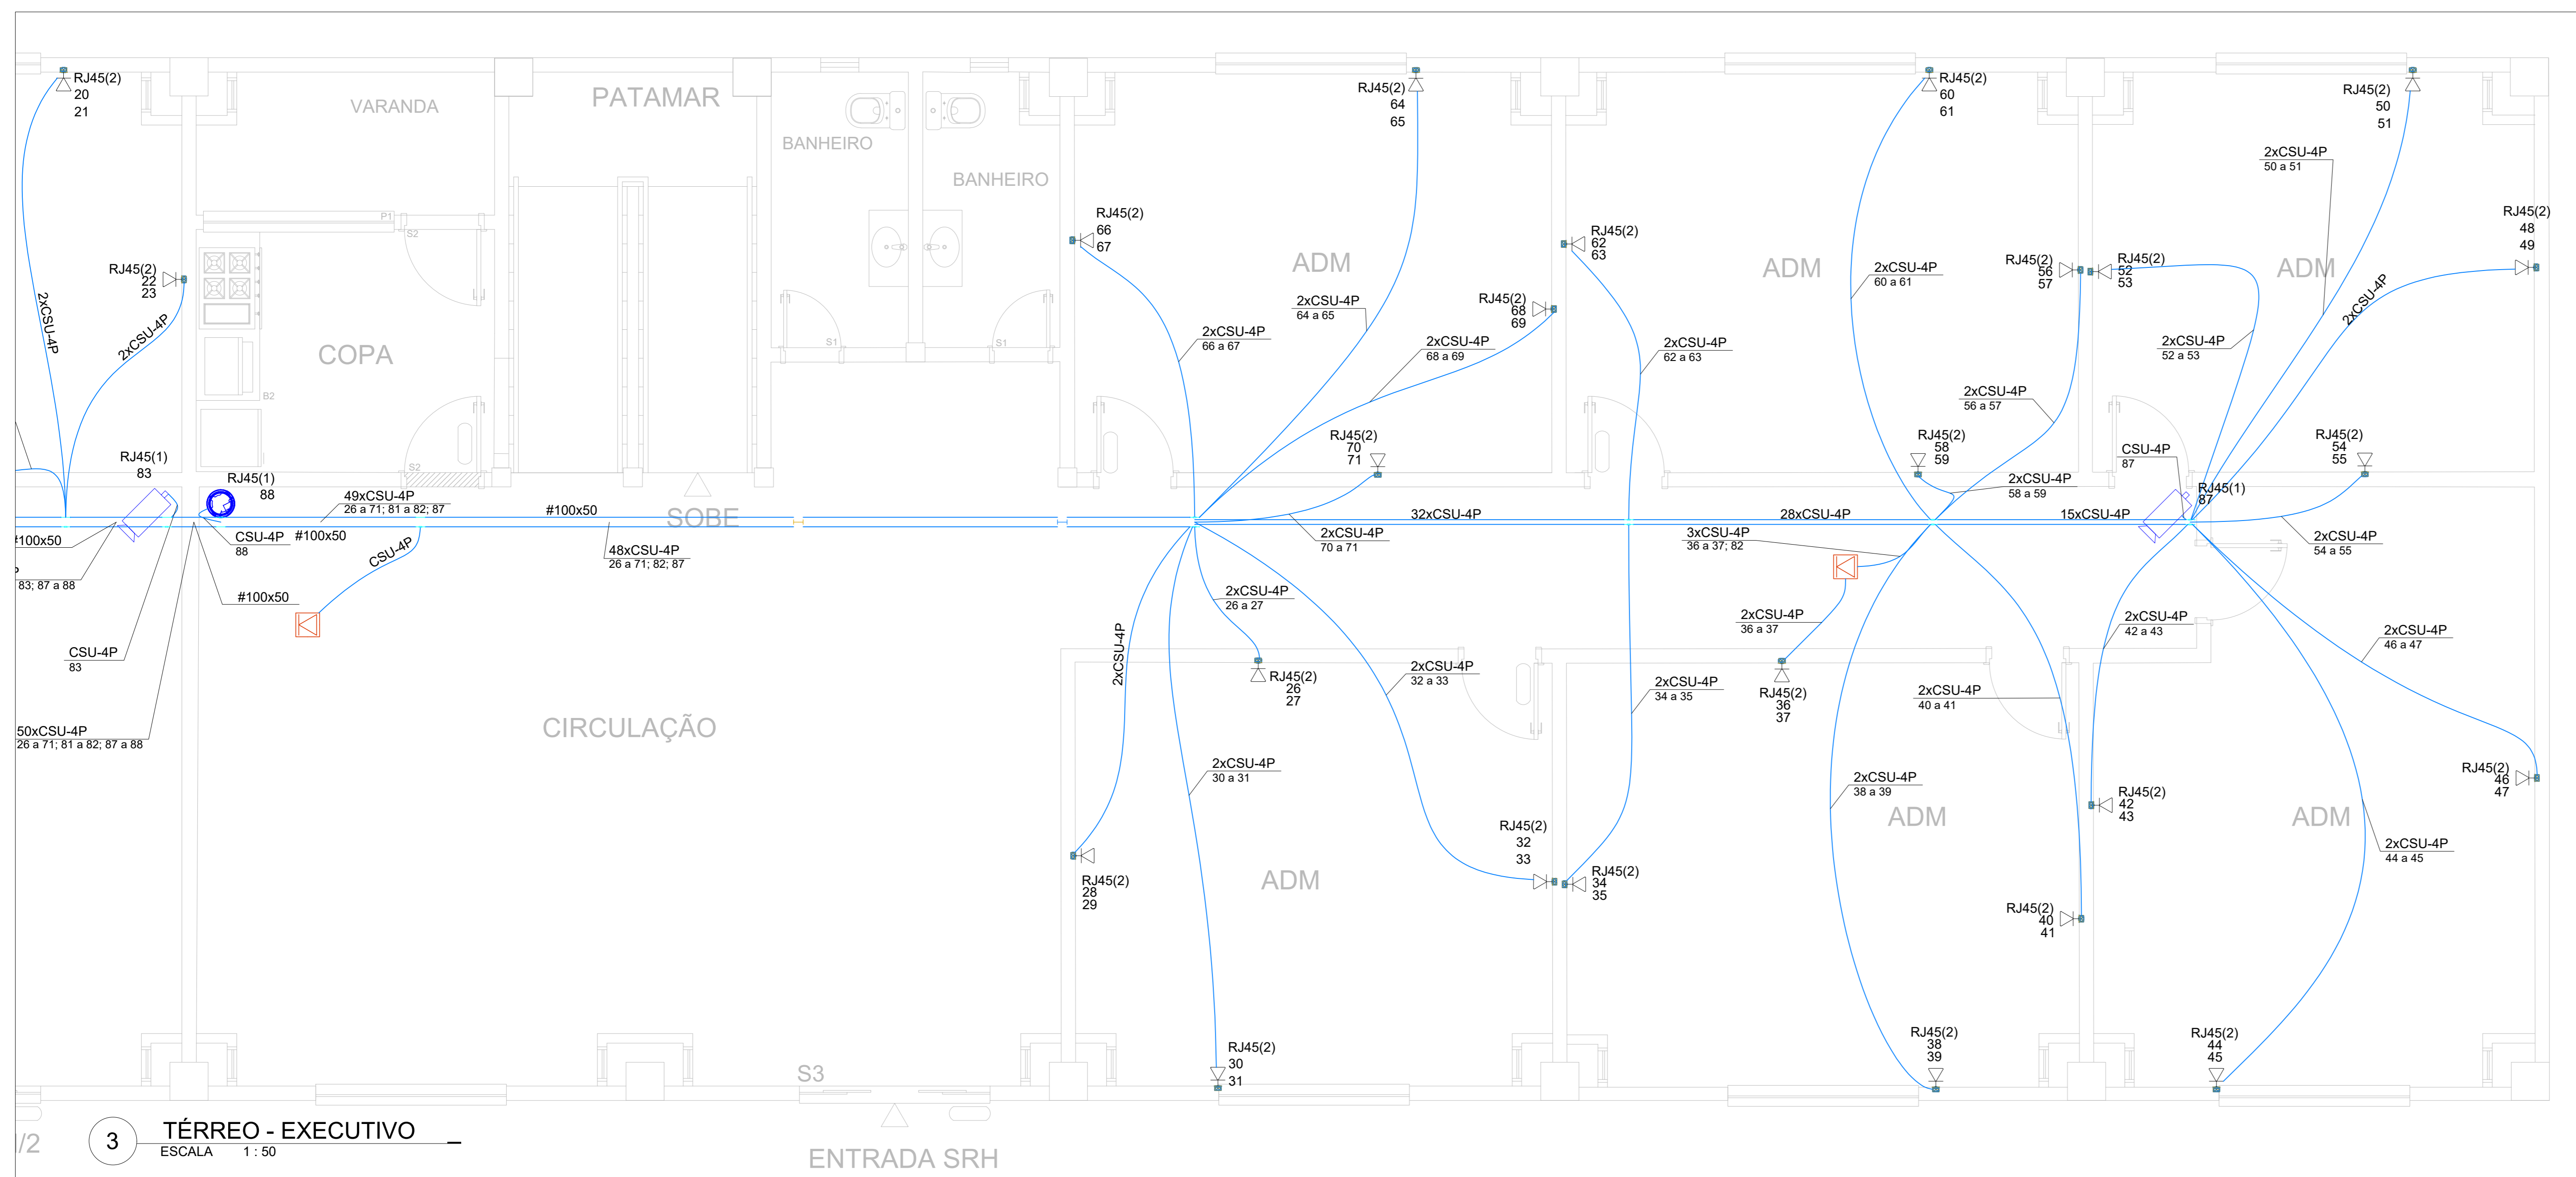 RJ45(2)
20
21
VARANDA
PATAMAR
BANHEIRO
BANHEIRO
RJ45(2)
64
65
RJ45(2)
60
61
RJ45(2)
50
51
2xCSU-4P
50 a 51
RJ45(2)
66
67
P1
S2
RJ45(2)
22
23
ADM
RJ45(2)
62
63
ADM
2xCSU-4P
60 a 61
RJ45(2)
56
57
RJ45(2)
52
53
ADM
RJ45(2)
48
49
2xCSU-4P
2xCSU-4P
2xCSU-4P
COPA
B2
S1
S1
2xCSU-4P
64 a 65
2xCSU-4P
66 a 67
RJ45(2)
68
69
2xCSU-4P
68 a 69
2xCSU-4P
62 a 63
2xCSU-4P
52 a 53
2xCSU-4P
56 a 57
RJ45(1)
83
S2
RJ45(1)
88
RJ45(2)
70
71
RJ45(2)
58
59
CSU-4P
87
RJ45(2)
54
55
2xCSU-4P
58 a 59
RJ45(1)
87
49xCSU-4P
26 a 71; 81 a 82; 87
#100x50
SOBE
32xCSU-4P
28xCSU-4P
15xCSU-4P
#100x50
CSU-4P
88
#100x50
CSU-4P
48xCSU-4P
26 a 71; 82; 87
2xCSU-4P
70 a 71
3xCSU-4P
36 a 37; 82
2xCSU-4P
54 a 55
83; 87 a 88
#100x50
2xCSU-4P
26 a 27
2xCSU-4P
36 a 37
2xCSU-4P
42 a 43
2xCSU-4P
46 a 47
CSU-4P
83
2xCSU-4P
RJ45(2)
26
27
2xCSU-4P
32 a 33
2xCSU-4P
34 a 35
RJ45(2)
36
37
2xCSU-4P
40 a 41
50xCSU-4P
26 a 71; 81 a 82; 87 a 88
CIRCULAÇÃO
2xCSU-4P
30 a 31
2xCSU-4P
38 a 39
RJ45(2)
46
47
RJ45(2)
42
43
ADM
ADM
RJ45(2)
32
33
2xCSU-4P
44 a 45
RJ45(2)
28
29
ADM
RJ45(2)
34
35
RJ45(2)
40
41
RJ45(2)
30
31
RJ45(2)
38
39
RJ45(2)
44
45
S3
3
TÉRREO - EXECUTIVO
ESCALA 1 : 50
/2
ENTRADA SRH